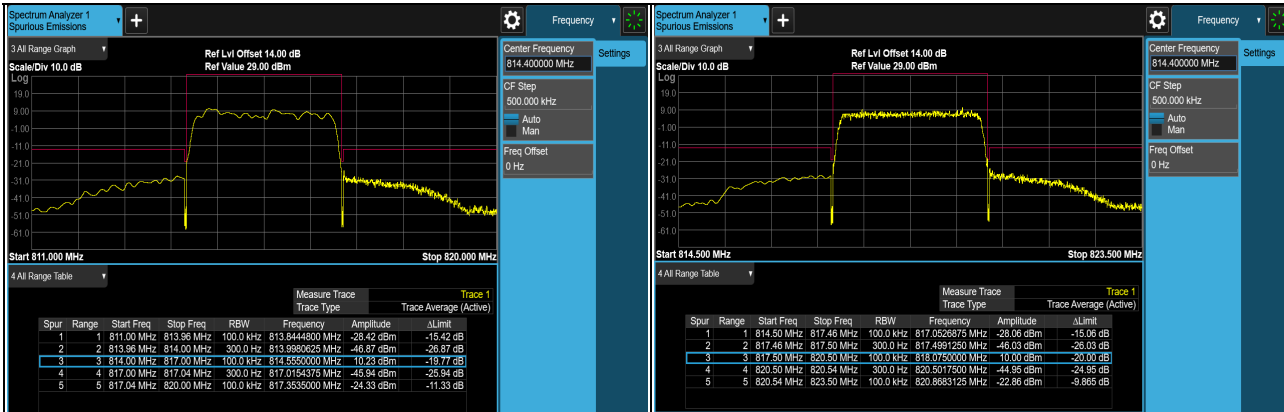 Spectrum Analyzer 1
Spurious Emissions
Frequency
3 All Range Graph
Ref Lvl Offset 14.00 dB
Scale/Div 10.0 dB
Ref Value 29.00 dBm
Log
19.0
9.00
-1.00
-11.0
-21.0
-31.0
-41.0
-51.0
-61.0
Start 811.000 MHz
Stop 820.000 MHz
Center Frequency
814.400000 MHz
Settings
CF Step
500.000 kHz
Auto
Man
Freq Offset
0 Hz
4 All Range Table
Measure Trace Trace 1
Trace Type Trace Average (Active)
Spur Range Start Freq Stop Freq RBW Frequency Amplitude ΔLimit
1 1 811.00 MHz 813.96 MHz 100.0 kHz 813.8444800 MHz -28.42 dBm -15.42 dB
2 2 813.96 MHz 814.00 MHz 300.0 Hz 813.9980625 MHz -46.87 dBm -26.87 dB
3 3 814.00 MHz 817.00 MHz 100.0 kHz 814.5550000 MHz 10.23 dBm -19.77 dB
4 4 817.00 MHz 817.04 MHz 300.0 Hz 817.0154375 MHz -45.94 dBm -25.94 dB
5 5 817.04 MHz 820.00 MHz 100.0 kHz 817.3535000 MHz -24.33 dBm -11.33 dB
Spectrum Analyzer 1
Spurious Emissions
Frequency
3 All Range Graph
Ref Lvl Offset 14.00 dB
Scale/Div 10.0 dB
Ref Value 29.00 dBm
Log
19.0
9.00
-1.00
-11.0
-21.0
-31.0
-41.0
-51.0
-61.0
Start 814.500 MHz
Stop 823.500 MHz
Center Frequency
814.400000 MHz
Settings
CF Step
500.000 kHz
Auto
Man
Freq Offset
0 Hz
4 All Range Table
Measure Trace Trace 1
Trace Type Trace Average (Active)
Spur Range Start Freq Stop Freq RBW Frequency Amplitude ΔLimit
1 1 814.50 MHz 817.46 MHz 100.0 kHz 817.0526875 MHz -28.06 dBm -15.06 dB
2 2 817.46 MHz 817.50 MHz 300.0 Hz 817.4991250 MHz -46.03 dBm -26.03 dB
3 3 817.50 MHz 820.50 MHz 100.0 kHz 818.0750000 MHz 10.00 dBm -20.00 dB
4 4 820.50 MHz 820.54 MHz 300.0 Hz 820.5017500 MHz -44.95 dBm -24.95 dB
5 5 820.54 MHz 823.50 MHz 100.0 kHz 820.8683125 MHz -22.86 dBm -9.865 dB